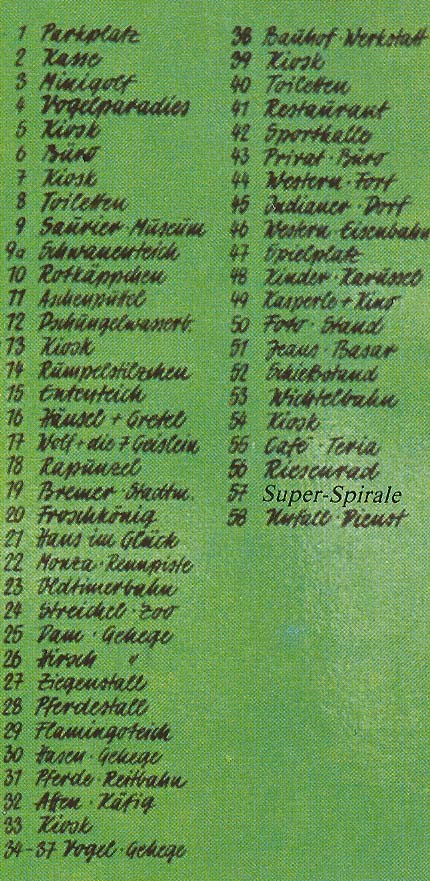 1 Parkplatz
2 Kasse
3 Minigolf
4 Vogelparadies
5 Kiosk
6 Büro
7 Kiosk
8 Toiletten
9 Saurier-Museum
9a Schwanenteich
10 Rotkäppchen
11 Aschenputel
12 Dschungelwasserb.
13 Kiosk
14 Rumpelstilzchen
15 Ententeich
16 Hänsel + Gretel
17 Wolf + die 7 Geislein
18 Rapunzel
19 Bremer Stadtm.
20 Froschkönig
21 Haus im Glück
22 Monza-Rennpiste
23 Oldtimerbahn
24 Streichel-Zoo
25 Dam-Gehege
26 Hirsch "
27 Ziegenstall
28 Pferdestall
29 Flamingoteich
30 Hasen-Gehege
31 Pferde-Reitbahn
32 Affen-Käfig
33 Kiosk
34-37 Vogel-Gehege
38 Bauhof Werkstatt
39 Kiosk
40 Toiletten
41 Restaurant
42 Sporthalle
43 Privat-Büro
44 Western-Fort
45 Indianer-Dorf
46 Western-Eisenbahn
47 Spielplatz
48 Kinder-Karussel
49 Kasperle + Kino
50 Foto-Stand
51 Jeans-Basar
52 Schießstand
53 Wichtelbahn
54 Kiosk
55 Café-Teria
56 Riesenrad
57 Super-Spirale
58 Unfall-Dienst